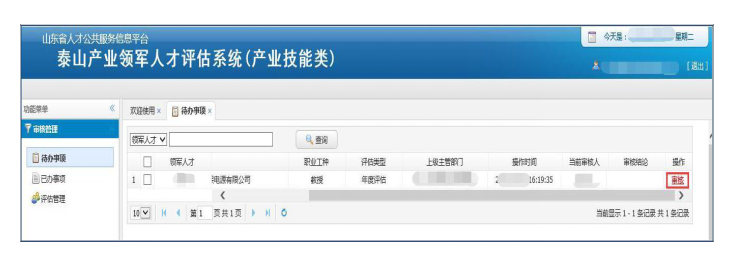 山东省人才公共服务信息平台
泰山产业领军人才评估系统(产业技能类)
今天是: 星期二
[退出]
功能菜单
欢迎使用 待办事项
审核管理
待办事项
已办事项
评估管理
领军人才 查询
领军人才 职业工种 评估类型 上级主管部门 操作时间 当前审核人 审核结论 操作
1 电源有限公司 教授 年度评估 16:19:35 审核
10 第 1 页共1页
当前显示 1 - 1 条记录 共 1 条记录